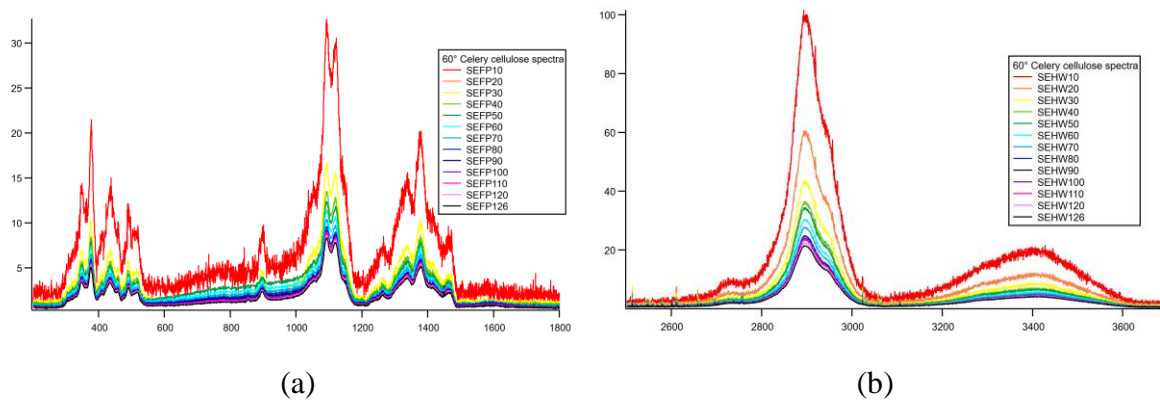 30
25
20
15
10
5
400
600
800
1000
1200
1400
1600
1800
60° Celery cellulose spectra
SEFP10
SEFP20
SEFP30
SEFP40
SEFP50
SEFP60
SEFP70
SEFP80
SEFP90
SEFP100
SEFP110
SEFP120
SEFP126
(a)
100
80
60
40
20
2600
2800
3000
3200
3400
3600
60° Celery cellulose spectra
SEHW10
SEHW20
SEHW30
SEHW40
SEHW50
SEHW60
SEHW70
SEHW80
SEHW90
SEHW100
SEHW110
SEHW120
SEHW126
(b)